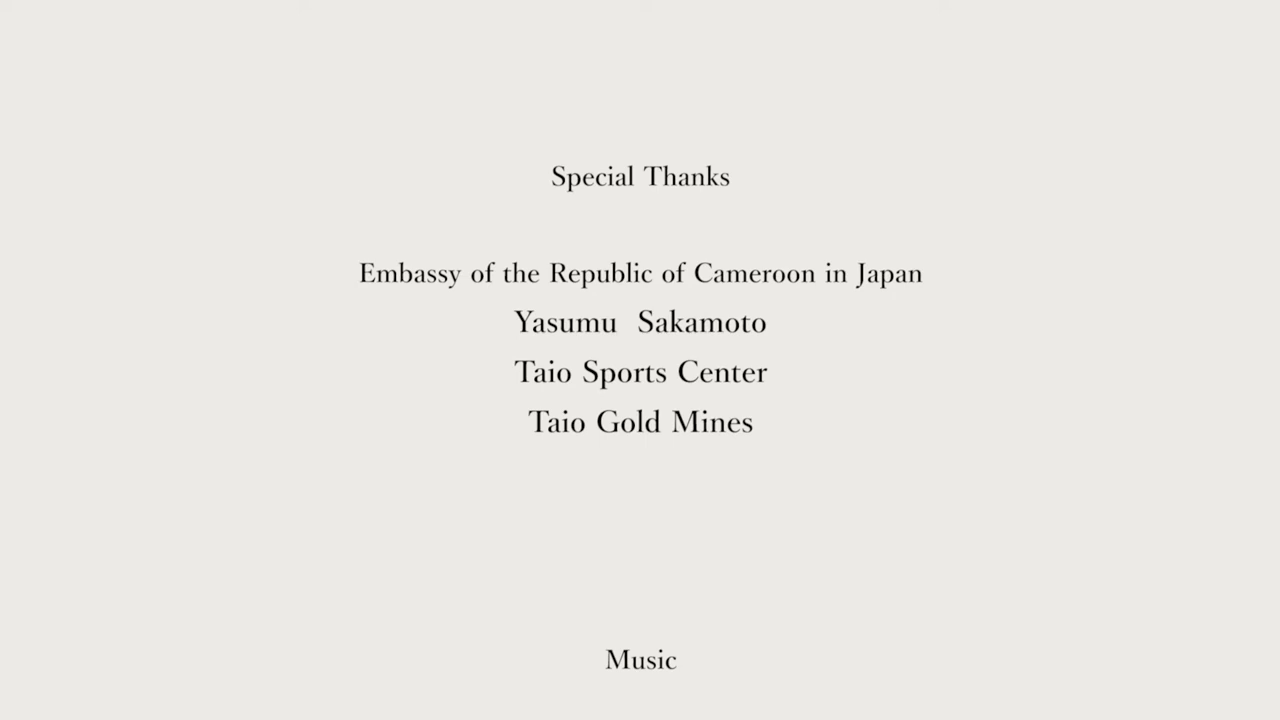 Special Thanks
Embassy of the Republic of Cameroon in Japan
Yasumu Sakamoto
Taio Sports Center
Taio Gold Mines
Music